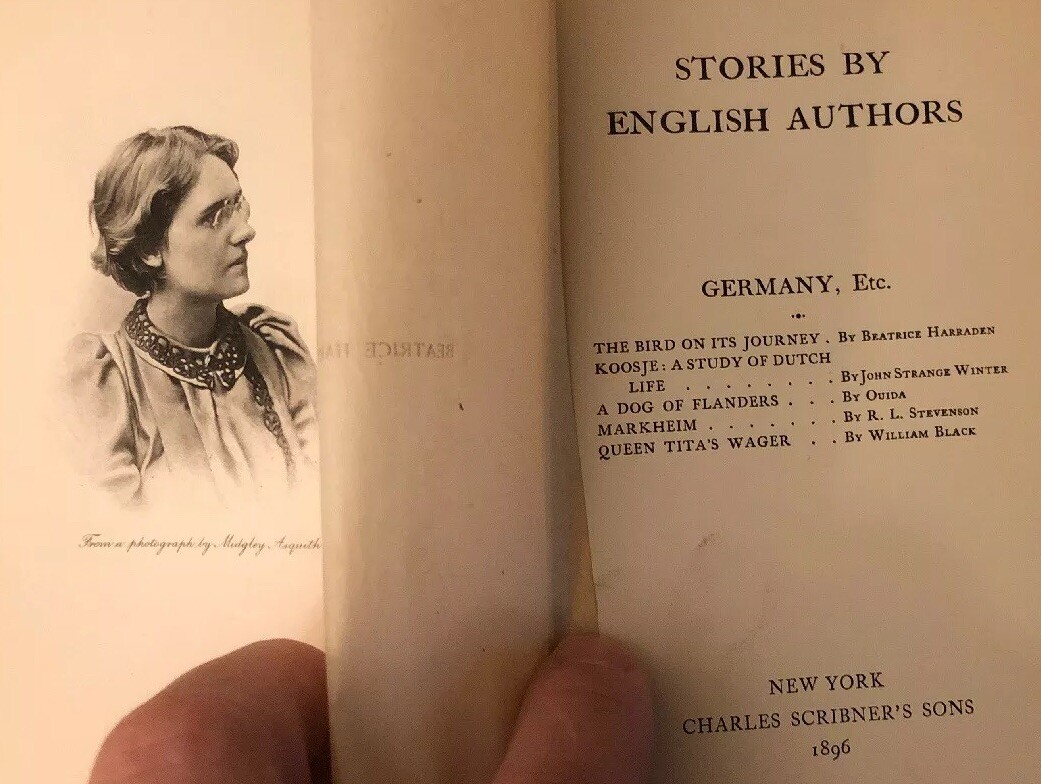 From a photograph by Midgley, Asquith
BEATRICE HAR
STORIES BY
ENGLISH AUTHORS
GERMANY, Etc.
THE BIRD ON ITS JOURNEY . By Beatrice Harraden
KOOSJE: A STUDY OF DUTCH
LIFE . . . . . . . . By John Strange Winter
A DOG OF FLANDERS . . . By Ouida
MARKHEIM . . . . . . . By R. L. Stevenson
QUEEN TITA'S WAGER . . By William Black
NEW YORK
CHARLES SCRIBNER'S SONS
1896